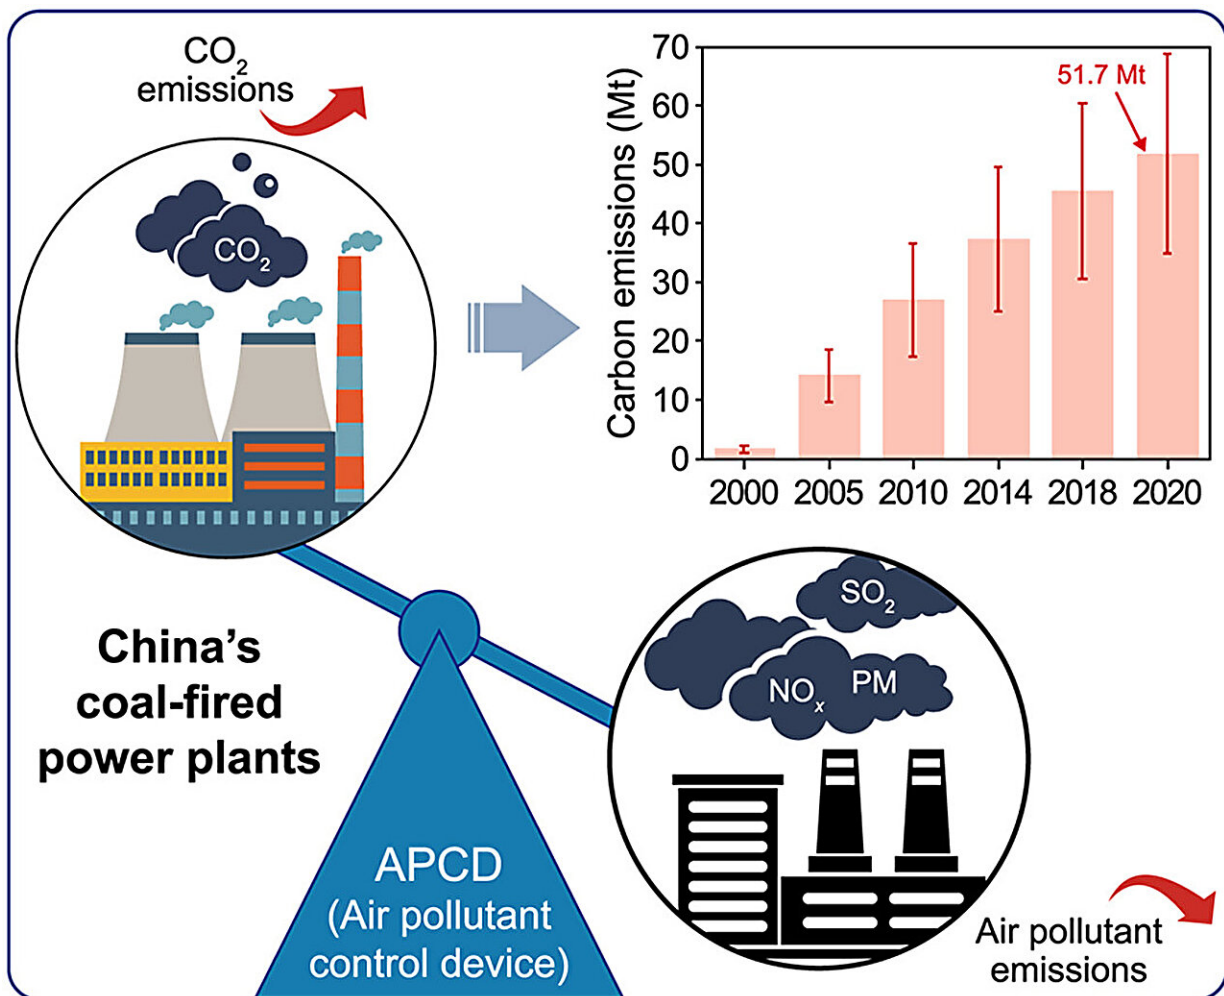 CO₂
emissions
CO₂
Carbon emissions (Mt)
70
60
50
40
30
20
10
0
51.7 Mt
2000 2005 2010 2014 2018 2020
China’s
coal-fired
power plants
SO₂
NOₓ PM
APCD
(Air pollutant
control device)
Air pollutant
emissions